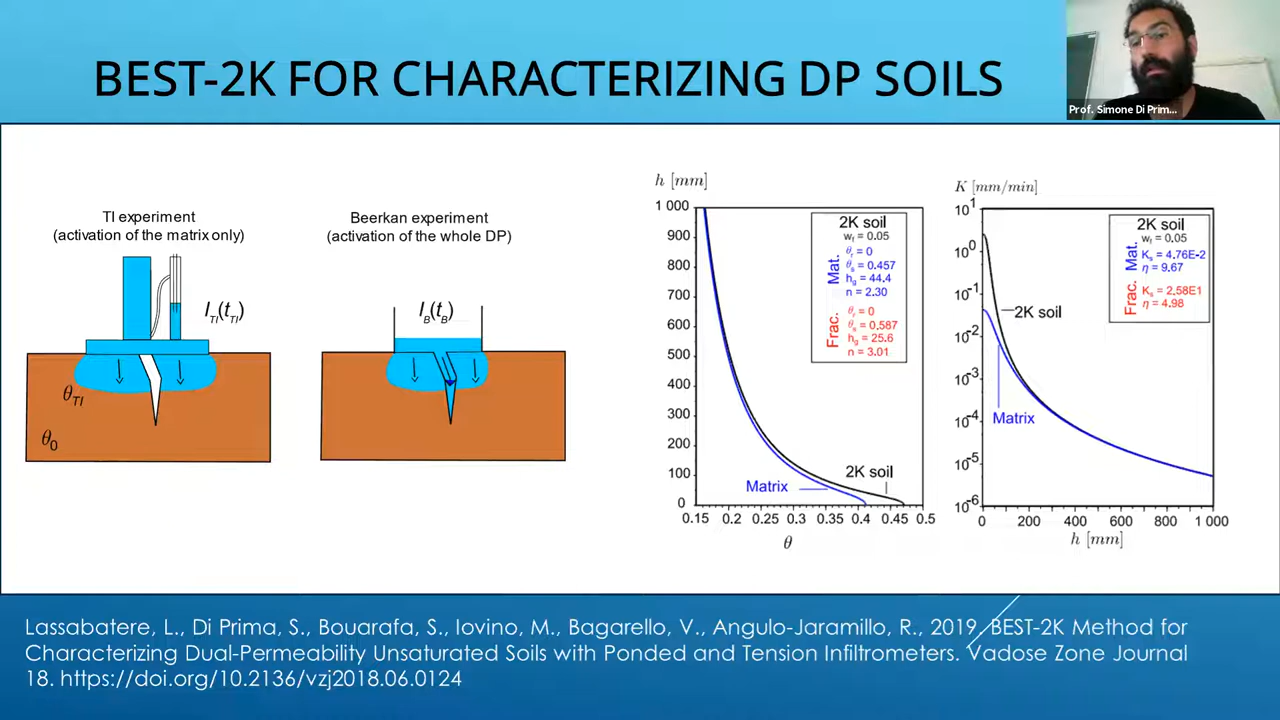 BEST-2K FOR CHARACTERIZING DP SOILS
Prof. Simone Di Prim...
TI experiment
(activation of the matrix only)
I_TI(t_TI)
θ_TI
θ_0
Beerkan experiment
(activation of the whole DP)
I_B(t_B)
h [mm]
1 000
900
800
700
600
500
400
300
200
100
0
0.15
0.2
0.25
0.3
0.35
0.4
0.45
0.5
θ
2K soil
w_f = 0.05
Mat.
θ_r = 0
θ_s = 0.457
h_g = 44.4
n = 2.30
Frac.
θ_r = 0
θ_s = 0.587
h_g = 25.6
n = 3.01
2K soil
Matrix
K [mm/min]
10^1
10^0
10^-1
10^-2
10^-3
10^-4
10^-5
10^-6
0
200
400
600
800
1 000
h [mm]
2K soil
w_f = 0.05
Mat.
K_s = 4.76E-2
η = 9.67
Frac.
K_s = 2.58E1
η = 4.98
2K soil
Matrix
Lassabatere, L., Di Prima, S., Bouarafa, S., Iovino, M., Bagarello, V., Angulo-Jaramillo, R., 2019. BEST-2K Method for
Characterizing Dual-Permeability Unsaturated Soils with Ponded and Tension Infiltrometers. Vadose Zone Journal
18. https://doi.org/10.2136/vzj2018.06.0124